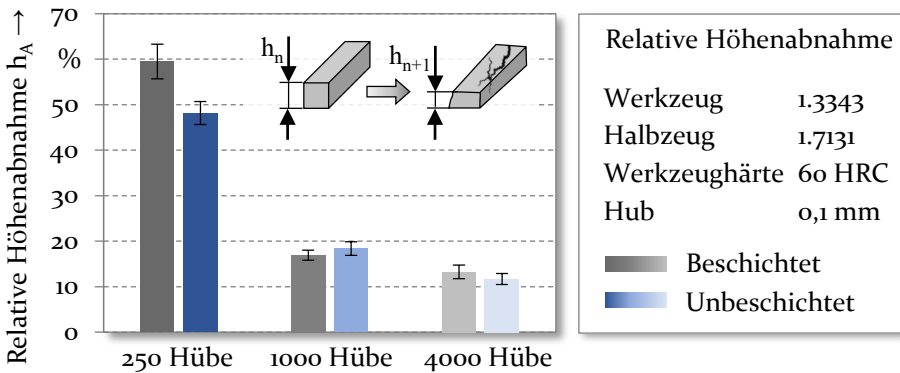 Relative Höhenabnahme h_A →
70
%
50
40
30
20
10
0
250 Hübe
1000 Hübe
4000 Hübe
h_n
h_{n+1}
Relative Höhenabnahme
Werkzeug 1.3343
Halbzeug 1.7131
Werkzeughärte 60 HRC
Hub 0,1 mm
Beschichtet
Unbeschichtet